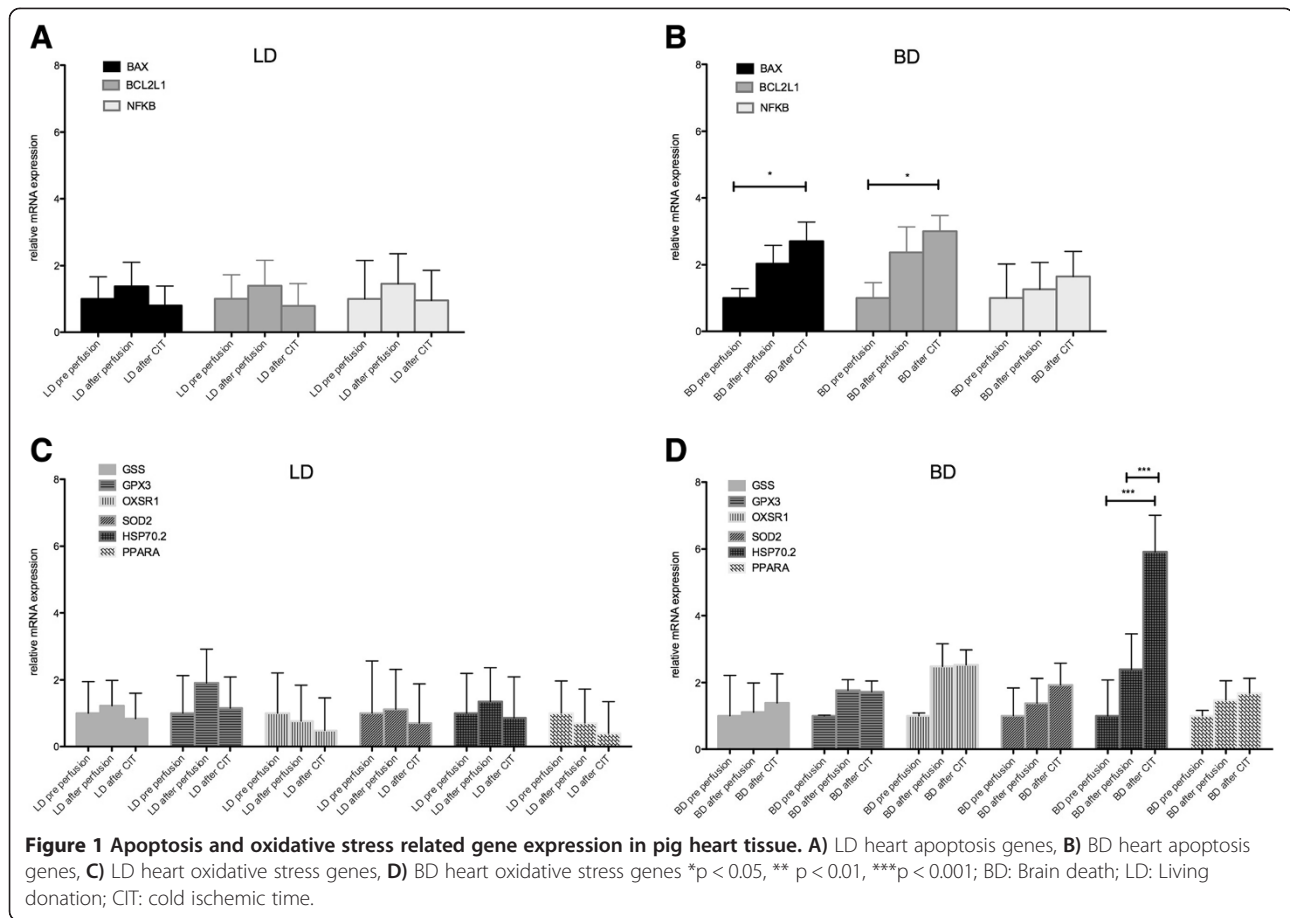 A
LD
BAX
BCL2L1
NFKB
relative mRNA expression
8
6
4
2
0
LD pre perfusion
LD after perfusion
LD after CIT
LD pre perfusion
LD after perfusion
LD after CIT
LD pre perfusion
LD after perfusion
LD after CIT
B
BD
BAX
BCL2L1
NFKB
relative mRNA expression
8
6
4
2
0
*
*
BD pre perfusion
BD after perfusion
BD after CIT
BD pre perfusion
BD after perfusion
BD after CIT
BD pre perfusion
BD after perfusion
BD after CIT
C
LD
GSS
GPX3
OXSR1
SOD2
HSP70.2
PPARA
relative mRNA expression
8
6
4
2
0
LD pre perfusion
LD after perfusion
LD after CIT
LD pre perfusion
LD after perfusion
LD after CIT
LD pre perfusion
LD after perfusion
LD after CIT
LD pre perfusion
LD after perfusion
LD after CIT
LD pre perfusion
LD after perfusion
LD after CIT
LD pre perfusion
LD after perfusion
LD after CIT
D
BD
GSS
GPX3
OXSR1
SOD2
HSP70.2
PPARA
relative mRNA expression
8
6
4
2
0
***
***
BD pre perfusion
BD after perfusion
BD after CIT
BD pre perfusion
BD after perfusion
BD after CIT
BD pre perfusion
BD after perfusion
BD after CIT
BD pre perfusion
BD after perfusion
BD after CIT
BD pre perfusion
BD after perfusion
BD after CIT
BD pre perfusion
BD after perfusion
BD after CIT
Figure 1 Apoptosis and oxidative stress related gene expression in pig heart tissue. A) LD heart apoptosis genes, B) BD heart apoptosis
genes, C) LD heart oxidative stress genes, D) BD heart oxidative stress genes *p < 0.05, ** p < 0.01, ***p < 0.001; BD: Brain death; LD: Living
donation; CIT: cold ischemic time.